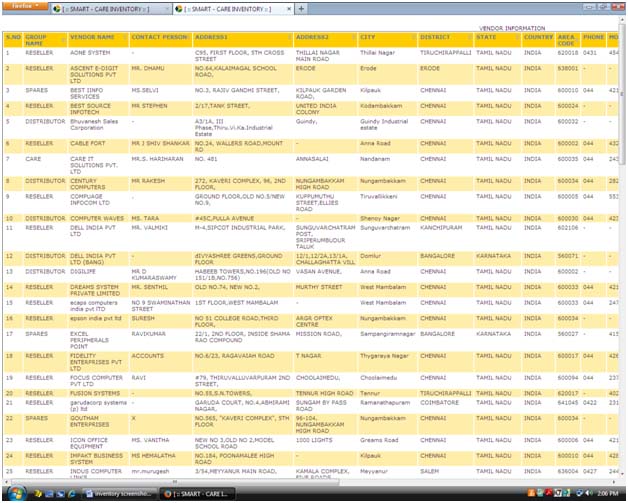 firefox
[ :: SMART - CARE INVENTORY :: ]
[ :: SMART - CARE INVENTORY :: ]
VENDOR INFORMATION
S.NO GROUP NAME VENDOR NAME CONTACT PERSON ADDRESS1 ADDRESS2 CITY DISTRICT STATE COUNTRY AREA CODE PHONE MO
1 RESELLER AONE SYSTEM - C95, FIRST FLOOR, 5TH CROSS STREET THILLAI NAGAR MAIN ROAD Thillai Nagar TIRUCHIRAPPALLI TAMIL NADU INDIA 620018 0431 454
2 RESELLER ASCENT E-DIGIT SOLUTIONS PVT LTD MR. DHAMU NO.64,KALAIMAGAL SCHOOL ROAD, ERODE Erode ERODE TAMIL NADU INDIA 638001 - -
3 SPARES BEST IINFO SERVICES MS.SELVI NO.3, RAJIV GANDHI STREET, KILPAUK GARDEN ROAD, Kilpauk CHENNAI TAMIL NADU INDIA 600010 044 421
4 RESELLER BEST SOURCE INFOTECH MR STEPHEN 2/17,TANK STREET, UNITED INDIA COLONY Kodambakkam CHENNAI TAMIL NADU INDIA 600024 - -
5 DISTRIBUTOR Bhuvanesh Sales Corporation - A3/1A, III Phase,Thiru.Vi.Ka.Industrial Estate Guindy, Guindy Industrial estate CHENNAI TAMIL NADU INDIA 600032 - -
6 RESELLER CABLE FORT MR J SHIV SHANKAR NO.24, WALLERS ROAD,MOUNT RD - Anna Road CHENNAI TAMIL NADU INDIA 600002 044 432
7 CARE CARE IT SOLUTIONS PVT. LTD MR.S. HARIHARAN NO. 481 ANNASALAI Nandanam CHENNAI TAMIL NADU INDIA 600035 044 243
8 DISTRIBUTOR CENTURY COMPUTERS MR RAKESH 272, KAVERI COMPLEX, 96, 2ND FLOOR, NUNGAMBAKKAM HIGH ROAD Nungambakkam CHENNAI TAMIL NADU INDIA 600034 044 282
9 RESELLER COMPUAGE INFOCOM LTD - GROUND FLOOR,OLD NO.3/NEW NO.9, KUPPUMUTHU STREET,ELLIES ROAD Tiruvallikkeni CHENNAI TAMIL NADU INDIA 600005 044 552
10 DISTRIBUTOR COMPUTER WAVES MS. TARA #45C,PULLA AVENUE - Shenoy Nagar CHENNAI TAMIL NADU INDIA 600030 044 421
11 RESELLER DELL INDIA PVT LTD MR. VALMIKI M-4,SIPCOT INDUSTRIAL PARK, SUNGUVARCHATRAM POST, SRIPERUMBUDUR TALUK Sunguvarchatram KANCHIPURAM TAMIL NADU INDIA 602106 - -
12 DISTRIBUTOR DELL INDIA PVT LTD (BANG) - dIVYASHREE GREENS,GROUND FLOOR 12/1,12/2A,13/1A, CHALLAGHATTA VILL Domlur BANGALORE KARNATAKA INDIA 560071 - -
13 DISTRIBUTOR DIGILIFE MR D KUMARASWAMY HABEEB TOWERS,NO.196(OLD NO 151/1B,NO.756) VASAN AVENUE, Anna Road CHENNAI TAMIL NADU INDIA 600002 - -
14 RESELLER DREAMS SYSTEM PRIVATE LIMITED MR. SENTHIL OLD NO.74, NEW NO.2, MURTHY STREET West Mambalam CHENNAI TAMIL NADU INDIA 600033 044 421
15 RESELLER ecaps computers india pvt lTD NO 9 SWAMINATHAN STREET 1ST FLOOR,WEST MAMBALAM - West Mambalam CHENNAI TAMIL NADU INDIA 600033 044 247
16 RESELLER epson india pvt ltd SURESH NO 51 COLLEGE ROAD,THIRD FLOOR ARGR OPTEX CENTRE Nungambakkam CHENNAI TAMIL NADU INDIA 600034 - -
17 SPARES EXCEL PERIPHERALS POINT RAVIKUMAR 22/1, 2ND FLOOR, INSIDE SHAMA RAO COMPOUND MISSION ROAD, Sampangiramnagar BANGALORE KARNATAKA INDIA 560027 - 415
18 RESELLER FIDELITY ENTERPRISES PVT LTD ACCOUNTS NO.6/23, RAGAVAIAH ROAD T NAGAR Thygaraya Nagar CHENNAI TAMIL NADU INDIA 600017 044 426
19 RESELLER FOCUS COMPUTER PVT LTD RAVI #79, THIRUVALLUVARPURAM 2ND STREET, CHOOLAIMEDU, Choolaimedu CHENNAI TAMIL NADU INDIA 600094 044 237
20 RESELLER FUSION SYSTEMS - NO.55,S.N.TOWERS, TENNUR HIGH ROAD Tennur TIRUCHIRAPPALLI TAMIL NADU INDIA 620017 - 402
21 RESELLER garudacorp systems (p) ltd - GARUDA COURT, NO.4,ABHIRAMI NAGAR, SUNGAM BY PASS ROAD Ramanathapuram COIMBATORE TAMIL NADU INDIA 641045 0422 231
22 SPARES GOUTHAM ENTERPRISES X NO.565, "KAVERI COMPLEX", 5TH FLOOR 96-104, NUNGAMBAKKAM HIGH ROAD Nungambakkam CHENNAI TAMIL NADU INDIA 600034 - -
23 RESELLER ICON OFFICE EQUIPMENT MS. VANITHA NEW NO 3,OLD NO 2,MODEL SCHOOL ROAD 1000 LIGHTS Greams Road CHENNAI TAMIL NADU INDIA 600006 044 421
24 RESELLER IMPAKT BUSINESS SYSTEM MS HEMALATHA NO.184, POONAMALEE HIGH ROAD - Kilpauk CHENNAI TAMIL NADU INDIA 600010 044 426
25 RESELLER INDUS COMPUTER LINKS mr.murugesh 3/54,MEYYANUR MAIN ROAD, KAMALA COMPLEX, Meyyanur SALEM TAMIL NADU INDIA 636004 0427 244
inventory screensho...
[ :: SMART - CARE I...
2:06 PM